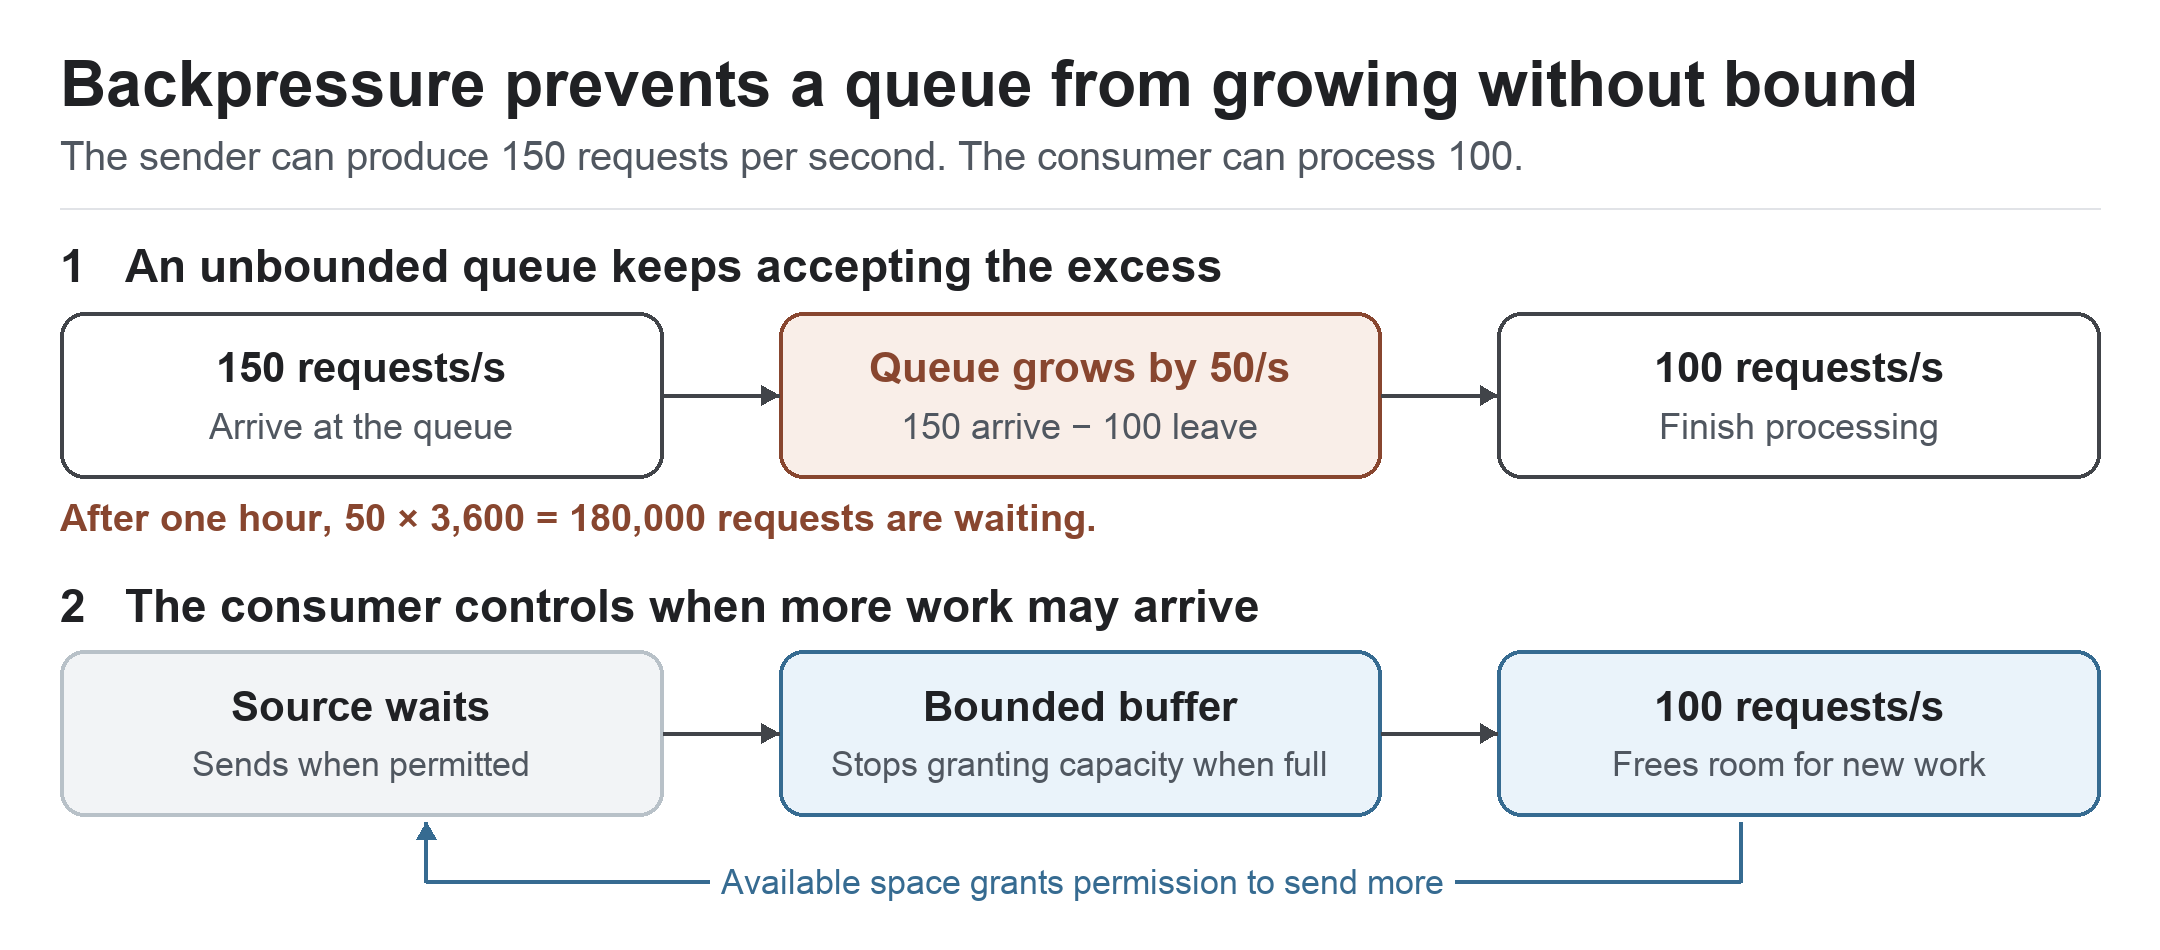 Backpressure prevents a queue from growing without bound
The sender can produce 150 requests per second. The consumer can process 100.
1 An unbounded queue keeps accepting the excess
150 requests/s
Arrive at the queue
Queue grows by 50/s
150 arrive − 100 leave
100 requests/s
Finish processing
After one hour, 50 × 3,600 = 180,000 requests are waiting.
2 The consumer controls when more work may arrive
Source waits
Sends when permitted
Bounded buffer
Stops granting capacity when full
100 requests/s
Frees room for new work
Available space grants permission to send more